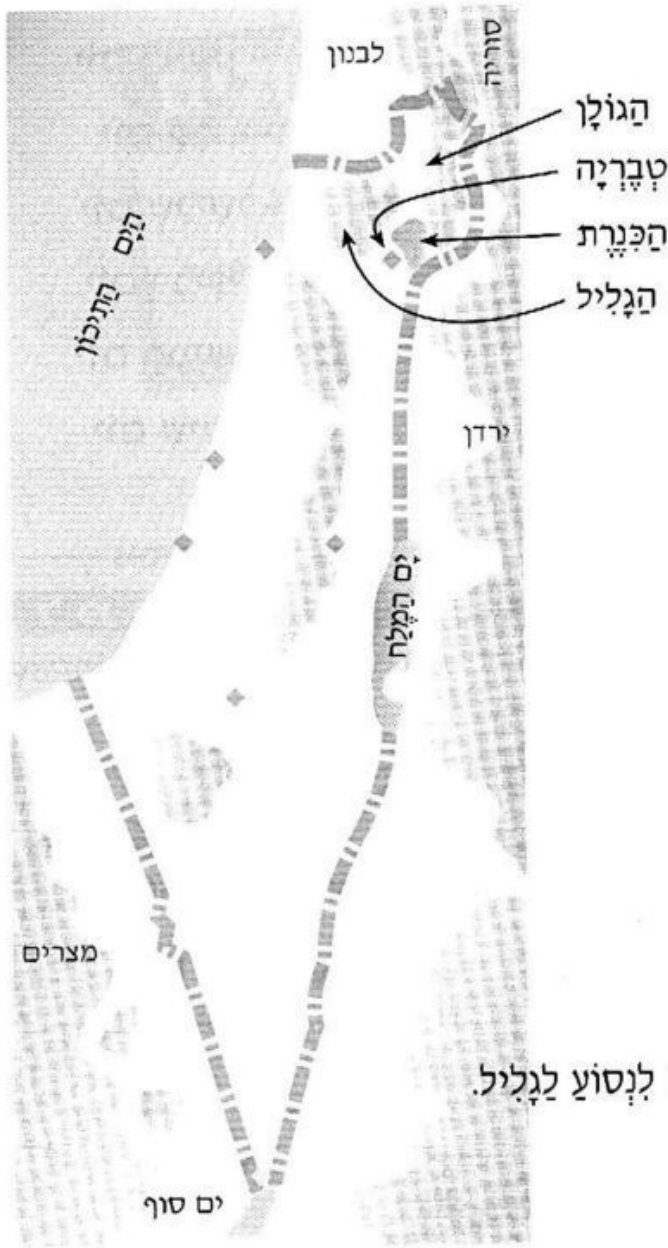 לבנון
סוריה
הַגּוֹלָן
טְבֶרְיָה
הַכִּנֶּרֶת
הַגָּלִיל
הַיָּם הַתִּיכוֹן
ירדן
יָם הַמֶּלַח
מצרים
לִנְסוֹעַ לַגָּלִיל.
ים סוף